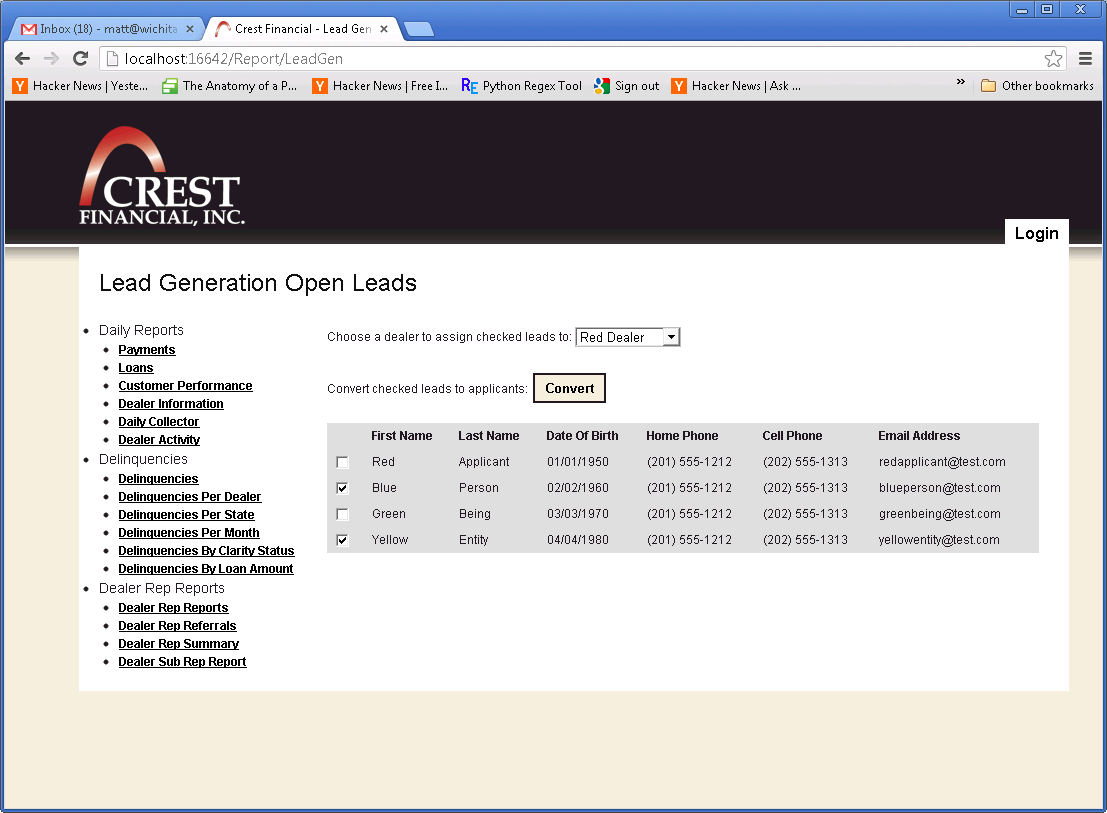 Inbox (18) - matt@wichita
Crest Financial - Lead Gen
localhost:16642/Report/LeadGen
Hacker News | Yeste... The Anatomy of a P... Hacker News | Free I... RE Python Regex Tool Sign out Hacker News | Ask ... » Other bookmarks
CREST
FINANCIAL, INC.
Login
Lead Generation Open Leads
Daily Reports
Payments
Loans
Customer Performance
Dealer Information
Daily Collector
Dealer Activity
Delinquencies
Delinquencies
Delinquencies Per Dealer
Delinquencies Per State
Delinquencies Per Month
Delinquencies By Clarity Status
Delinquencies By Loan Amount
Dealer Rep Reports
Dealer Rep Reports
Dealer Rep Referrals
Dealer Rep Summary
Dealer Sub Rep Report
Choose a dealer to assign checked leads to: Red Dealer
Convert checked leads to applicants: Convert
First Name Last Name Date Of Birth Home Phone Cell Phone Email Address
Red Applicant 01/01/1950 (201) 555-1212 (202) 555-1313 redapplicant@test.com
Blue Person 02/02/1960 (201) 555-1212 (202) 555-1313 blueperson@test.com
Green Being 03/03/1970 (201) 555-1212 (202) 555-1313 greenbeing@test.com
Yellow Entity 04/04/1980 (201) 555-1212 (202) 555-1313 yellowentity@test.com